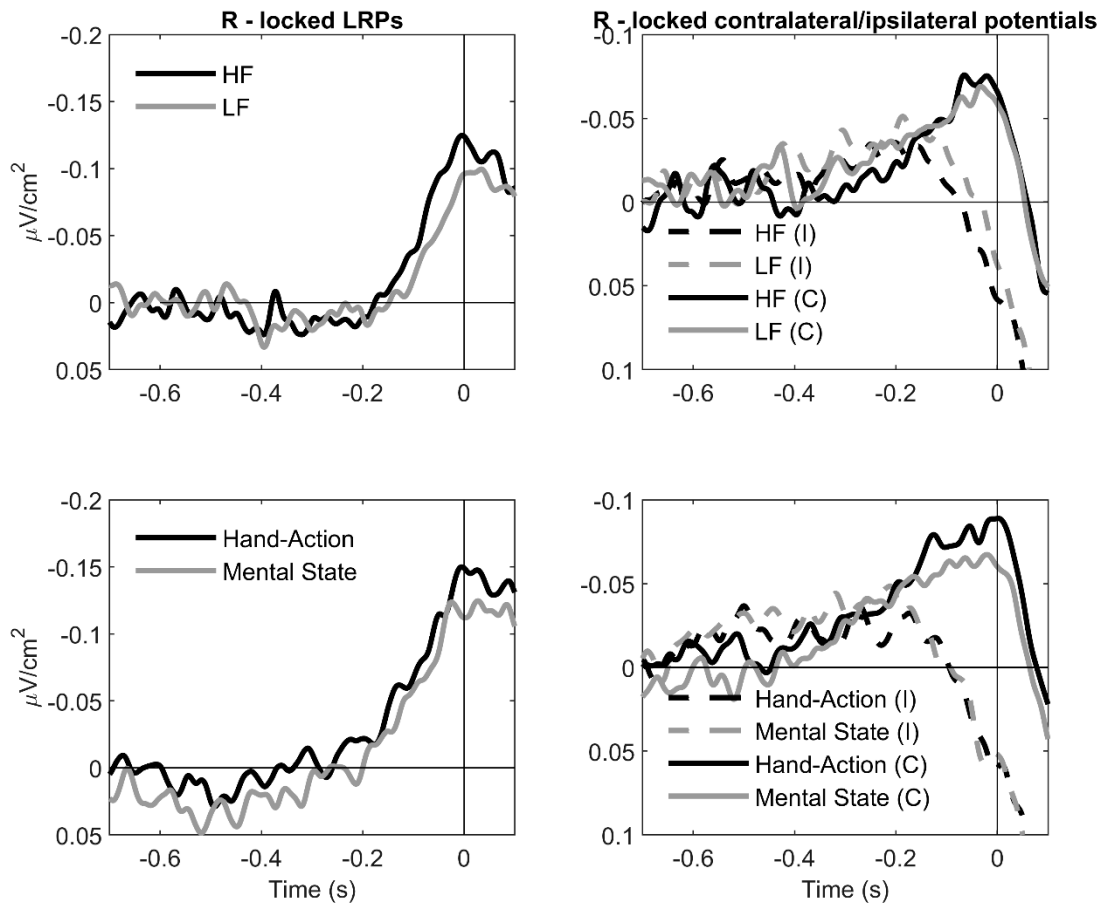 R - locked LRPs
-0.2
-0.15
-0.1
-0.05
0
0.05
μV/cm²
HF
LF
-0.6
-0.4
-0.2
0
R - locked contralateral/ipsilateral potentials
-0.1
-0.05
0
0.05
0.1
HF (I)
LF (I)
HF (C)
LF (C)
-0.6
-0.4
-0.2
0
-0.2
-0.15
-0.1
-0.05
0
0.05
μV/cm²
Hand-Action
Mental State
-0.6
-0.4
-0.2
0
Time (s)
-0.1
-0.05
0
0.05
0.1
Hand-Action (I)
Mental State (I)
Hand-Action (C)
Mental State (C)
-0.6
-0.4
-0.2
0
Time (s)